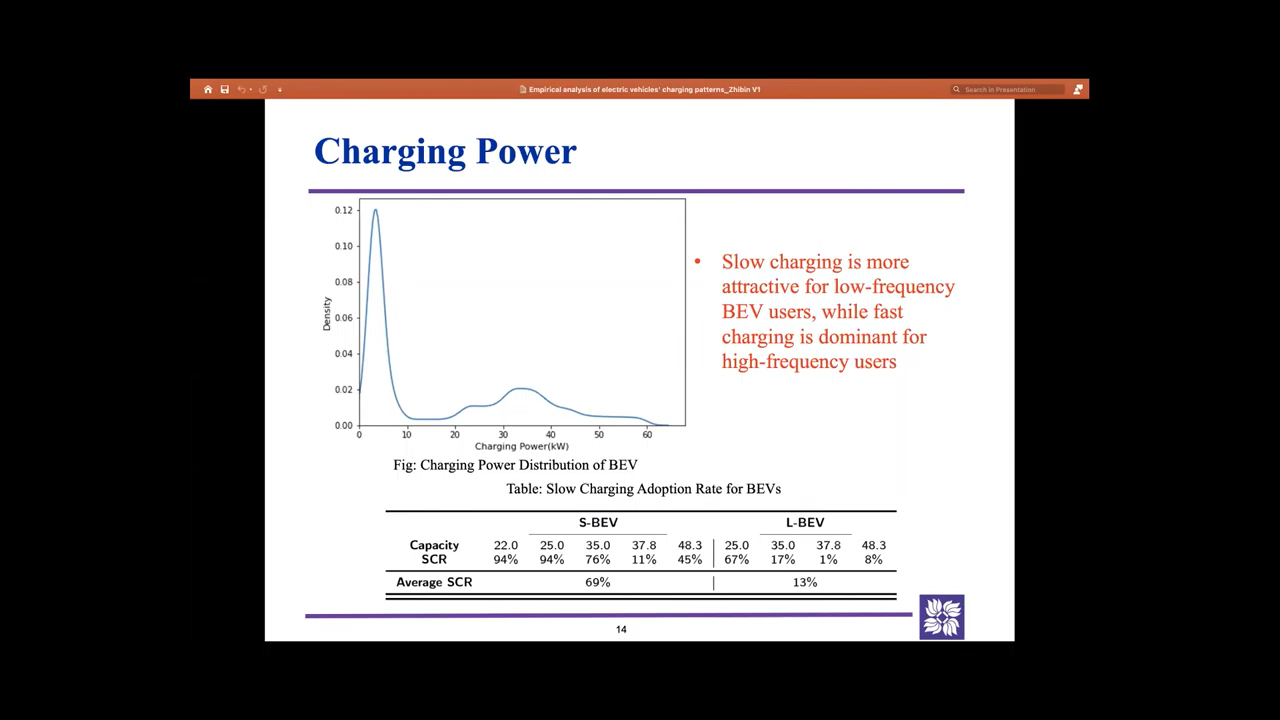 Empirical analysis of electric vehicles' charging patterns_Zhibin V1
Search in Presentation
Charging Power
0.12
0.10
0.08
0.06
0.04
0.02
0.00
Density
0 10 20 30 40 50 60
Charging Power(kW)
Fig: Charging Power Distribution of BEV
• Slow charging is more
attractive for low-frequency
BEV users, while fast
charging is dominant for
high-frequency users
Table: Slow Charging Adoption Rate for BEVs
S-BEV L-BEV
Capacity 22.0 25.0 35.0 37.8 48.3 25.0 35.0 37.8 48.3
SCR 94% 94% 76% 11% 45% 67% 17% 1% 8%
Average SCR 69% 13%
14